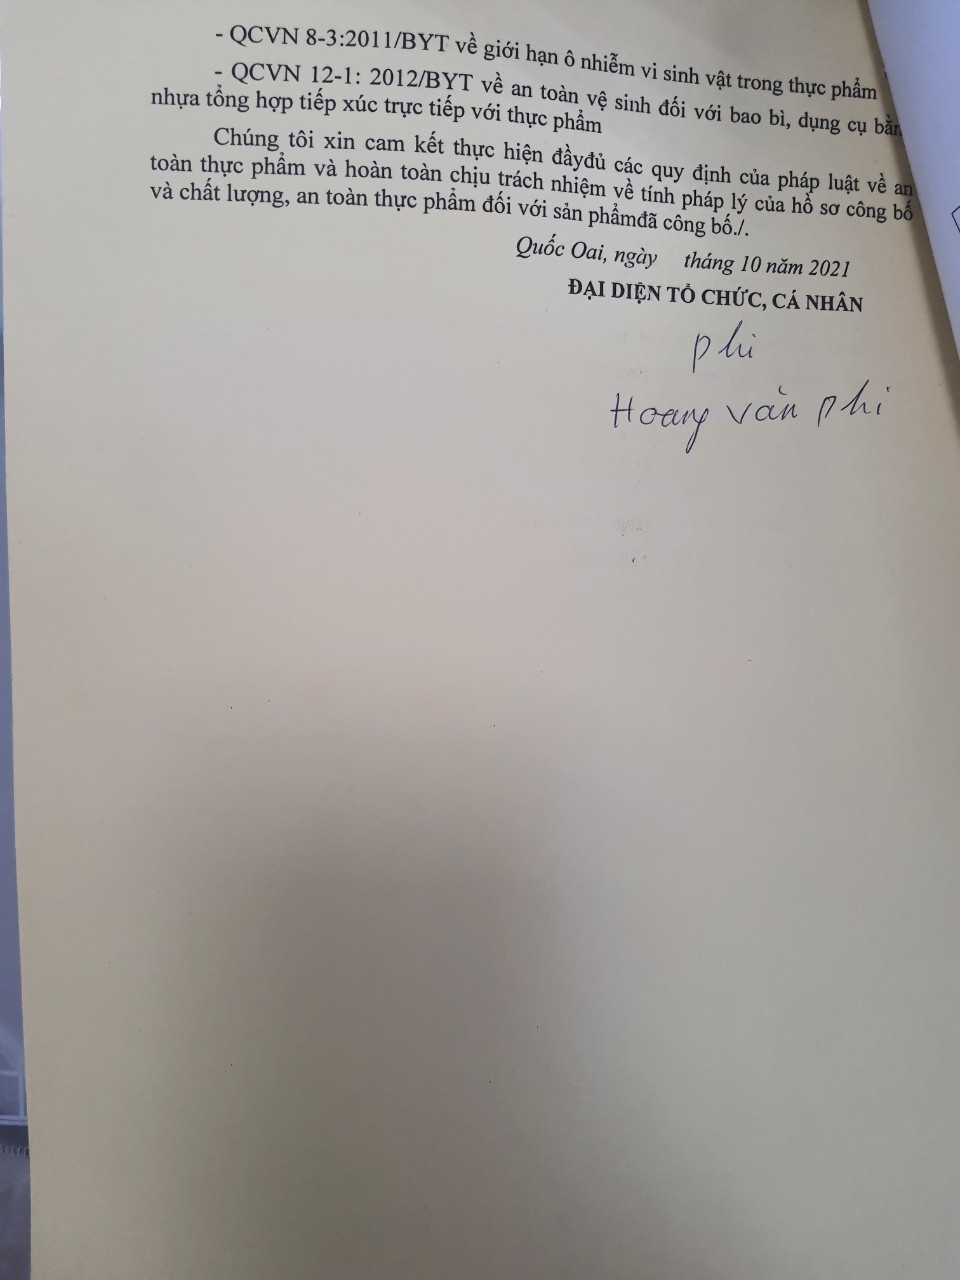 - QCVN 8-3:2011/BYT về giới hạn ô nhiễm vi sinh vật trong thực phẩm
- QCVN 12-1: 2012/BYT về an toàn vệ sinh đối với bao bì, dụng cụ bằn
nhựa tổng hợp tiếp xúc trực tiếp với thực phẩm
Chúng tôi xin cam kết thực hiện đầyđủ các quy định của pháp luật về an
toàn thực phẩm và hoàn toàn chịu trách nhiệm về tính pháp lý của hồ sơ công bố
và chất lượng, an toàn thực phẩm đối với sản phẩmđã công bố./.
Quốc Oai, ngày tháng 10 năm 2021
ĐẠI DIỆN TỔ CHỨC, CÁ NHÂN
phi
Hoang văn phi